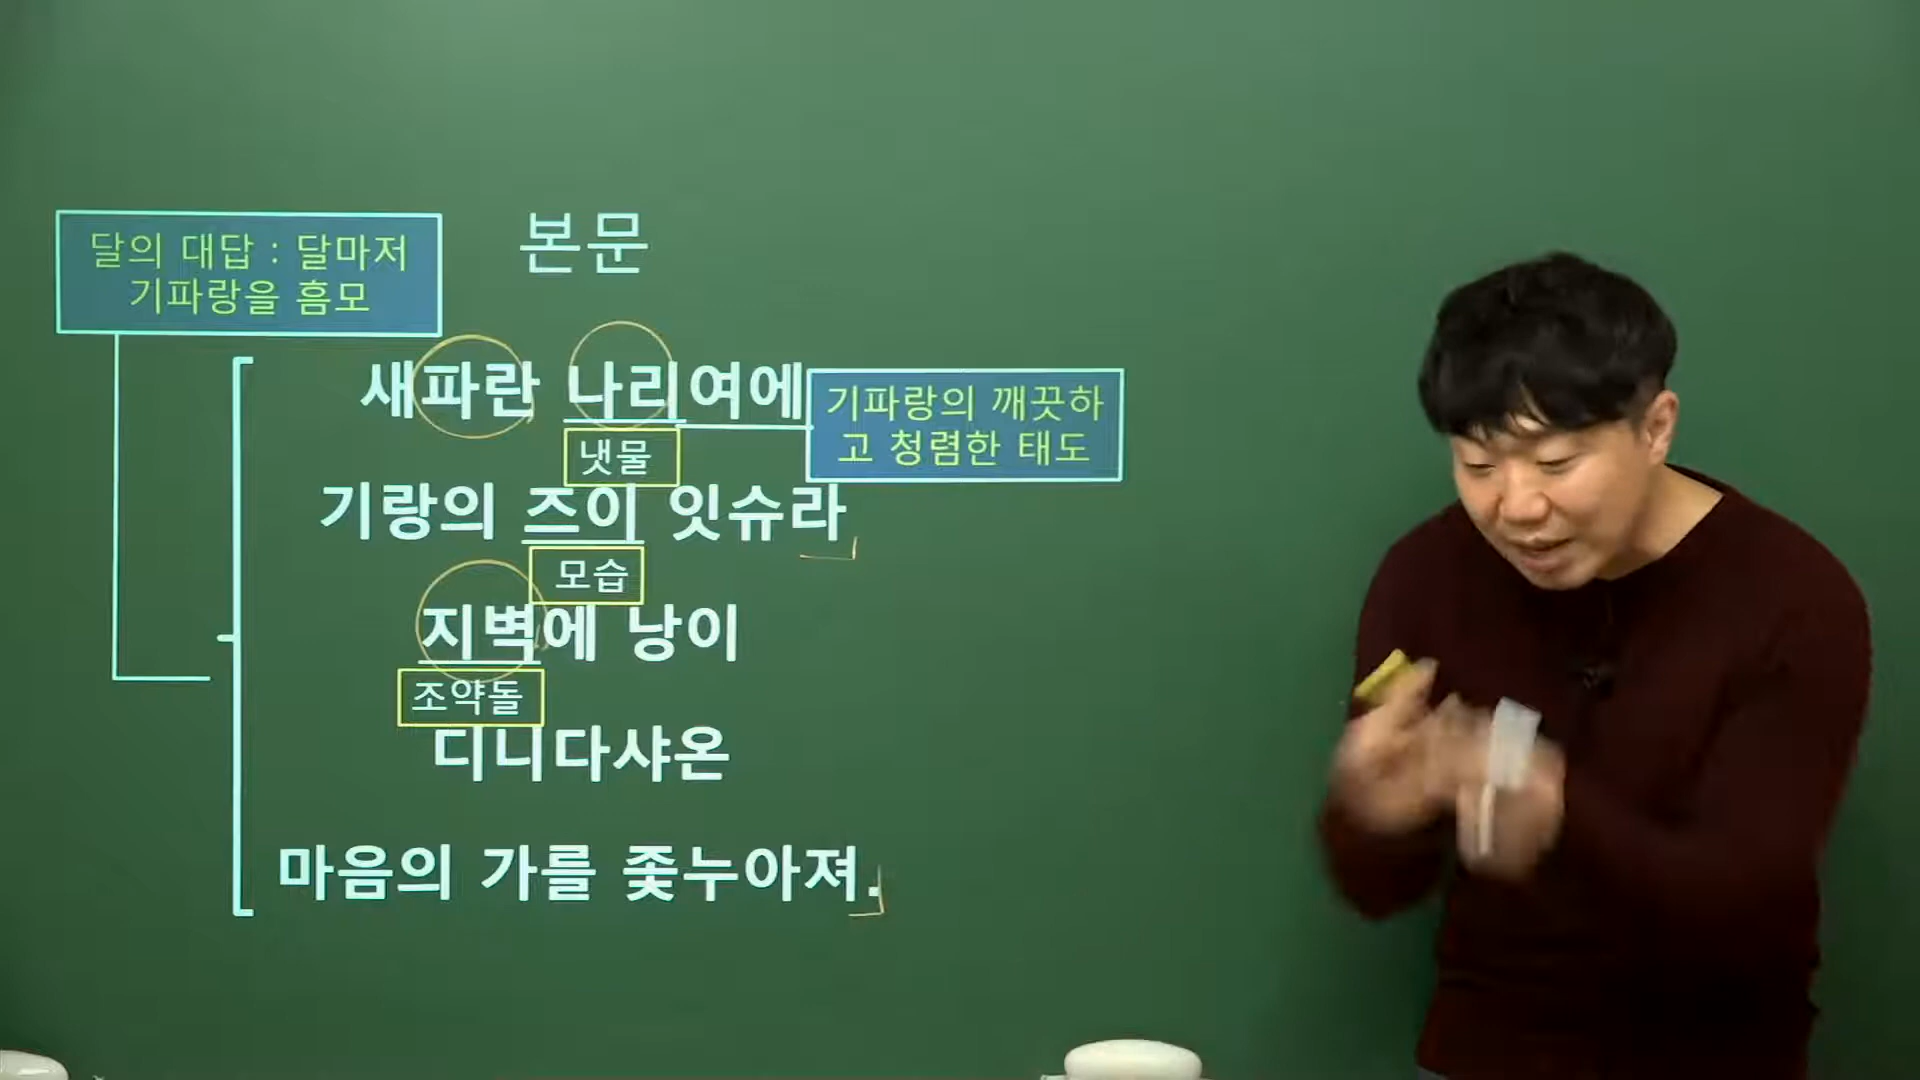 달의 대답 : 달마저
기파랑을 흠모
본문
새파란 나리여에
기파랑의 깨끗하
고 청렴한 태도
냇물
기랑의 즈이 잇슈라
모습
지벽에 낭이
조약돌
디니다샤온
마음의 가를 좇누아져.